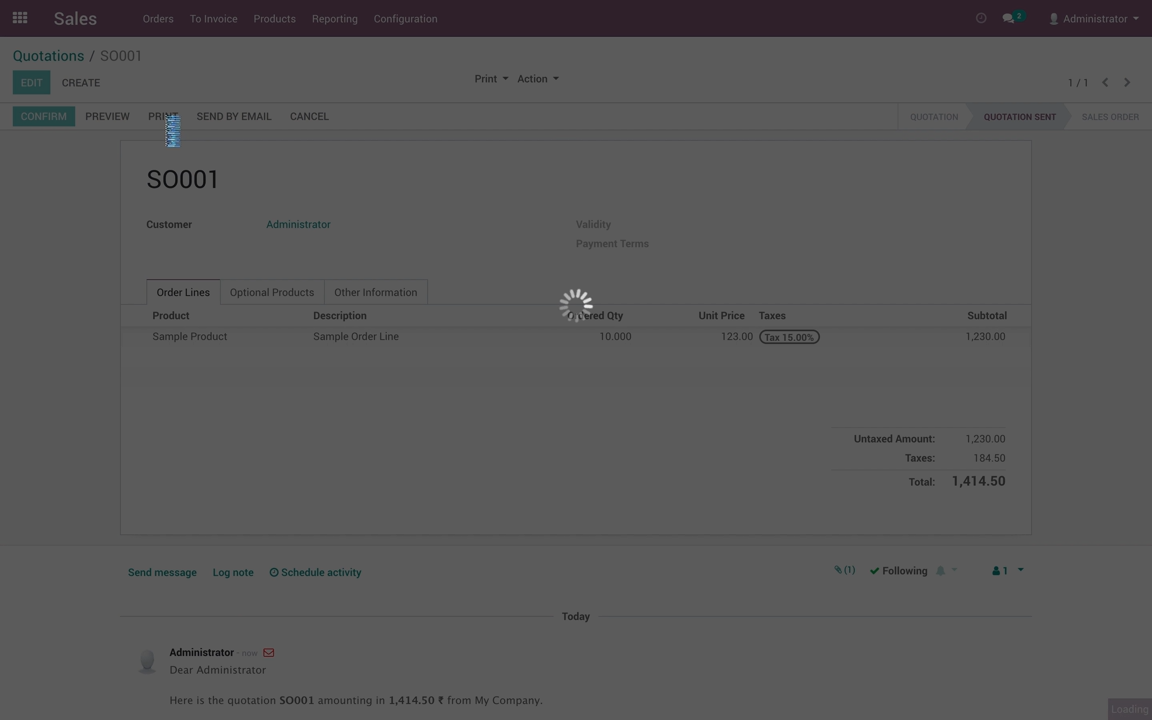 Sales Orders To Invoice Products Reporting Configuration 2 Administrator
Quotations / SO001
EDIT CREATE Print Action 1 / 1
CONFIRM PREVIEW SEND BY EMAIL CANCEL QUOTATION QUOTATION SENT SALES ORDER
SO001
Customer Administrator Validity
Payment Terms
Order Lines Optional Products Other Information
Product Description Qty Unit Price Taxes Subtotal
Sample Product Sample Order Line 10.000 123.00 Tax 15.00% 1,230.00
Untaxed Amount: 1,230.00
Taxes: 184.50
Total: 1,414.50
Send message Log note Schedule activity (1) Following 1
Today
Administrator - now
Dear Administrator
Here is the quotation SO001 amounting in 1,414.50 ₹ from My Company.
Loading